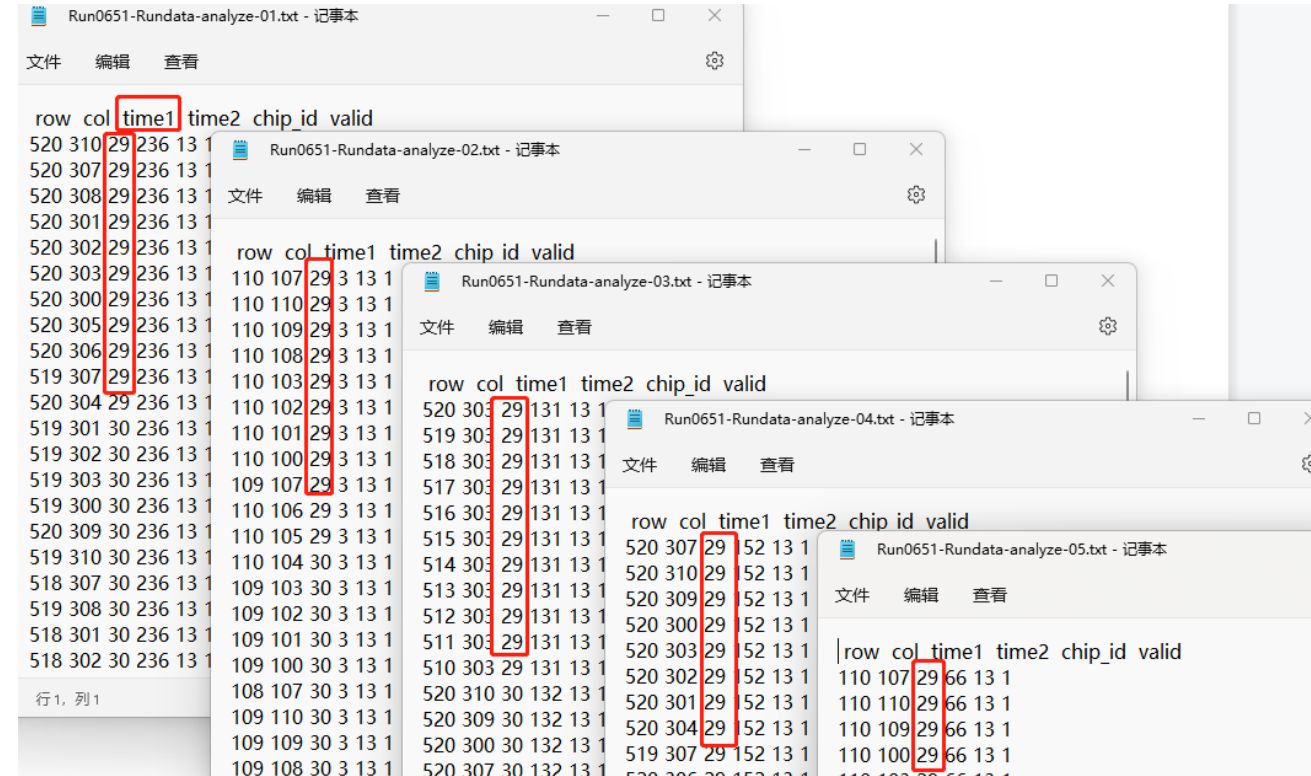 Run0651-Rundata-analyze-01.txt - 记事本
文件 编辑 查看
row col time1 time2 chip_id valid
520 310 29 236 13 1
520 307 29 236 13 1
520 308 29 236 13 1
520 301 29 236 13 1
520 302 29 236 13 1
520 303 29 236 13 1
520 300 29 236 13 1
520 305 29 236 13 1
520 306 29 236 13 1
519 307 29 236 13 1
520 304 29 236 13 1
519 301 30 236 13 1
519 302 30 236 13 1
519 303 30 236 13 1
519 300 30 236 13 1
520 309 30 236 13 1
519 310 30 236 13 1
518 307 30 236 13 1
519 308 30 236 13 1
518 301 30 236 13 1
518 302 30 236 13 1
行 1, 列 1
Run0651-Rundata-analyze-02.txt - 记事本
文件 编辑 查看
row col time1 time2 chip_id valid
110 107 29 3 13 1
110 110 29 3 13 1
110 109 29 3 13 1
110 108 29 3 13 1
110 103 29 3 13 1
110 102 29 3 13 1
110 101 29 3 13 1
110 100 29 3 13 1
109 107 29 3 13 1
110 106 29 3 13 1
110 105 29 3 13 1
110 104 30 3 13 1
109 103 30 3 13 1
109 102 30 3 13 1
109 101 30 3 13 1
109 100 30 3 13 1
108 107 30 3 13 1
109 110 30 3 13 1
109 109 30 3 13 1
109 108 30 3 13 1
Run0651-Rundata-analyze-03.txt - 记事本
文件 编辑 查看
row col time1 time2 chip_id valid
520 303 29 131 13 1
519 303 29 131 13 1
518 303 29 131 13 1
517 303 29 131 13 1
516 303 29 131 13 1
515 303 29 131 13 1
514 303 29 131 13 1
513 303 29 131 13 1
512 303 29 131 13 1
511 303 29 131 13 1
510 303 29 131 13 1
520 310 30 132 13 1
520 309 30 132 13 1
520 300 30 132 13 1
520 307 30 132 13 1
Run0651-Rundata-analyze-04.txt - 记事本
文件 编辑 查看
row col time1 time2 chip_id valid
520 307 29 152 13 1
520 310 29 152 13 1
520 309 29 152 13 1
520 300 29 152 13 1
520 303 29 152 13 1
520 302 29 152 13 1
520 301 29 152 13 1
520 304 29 152 13 1
519 307 29 152 13 1
Run0651-Rundata-analyze-05.txt - 记事本
文件 编辑 查看
row col time1 time2 chip_id valid
110 107 29 66 13 1
110 110 29 66 13 1
110 109 29 66 13 1
110 100 29 66 13 1